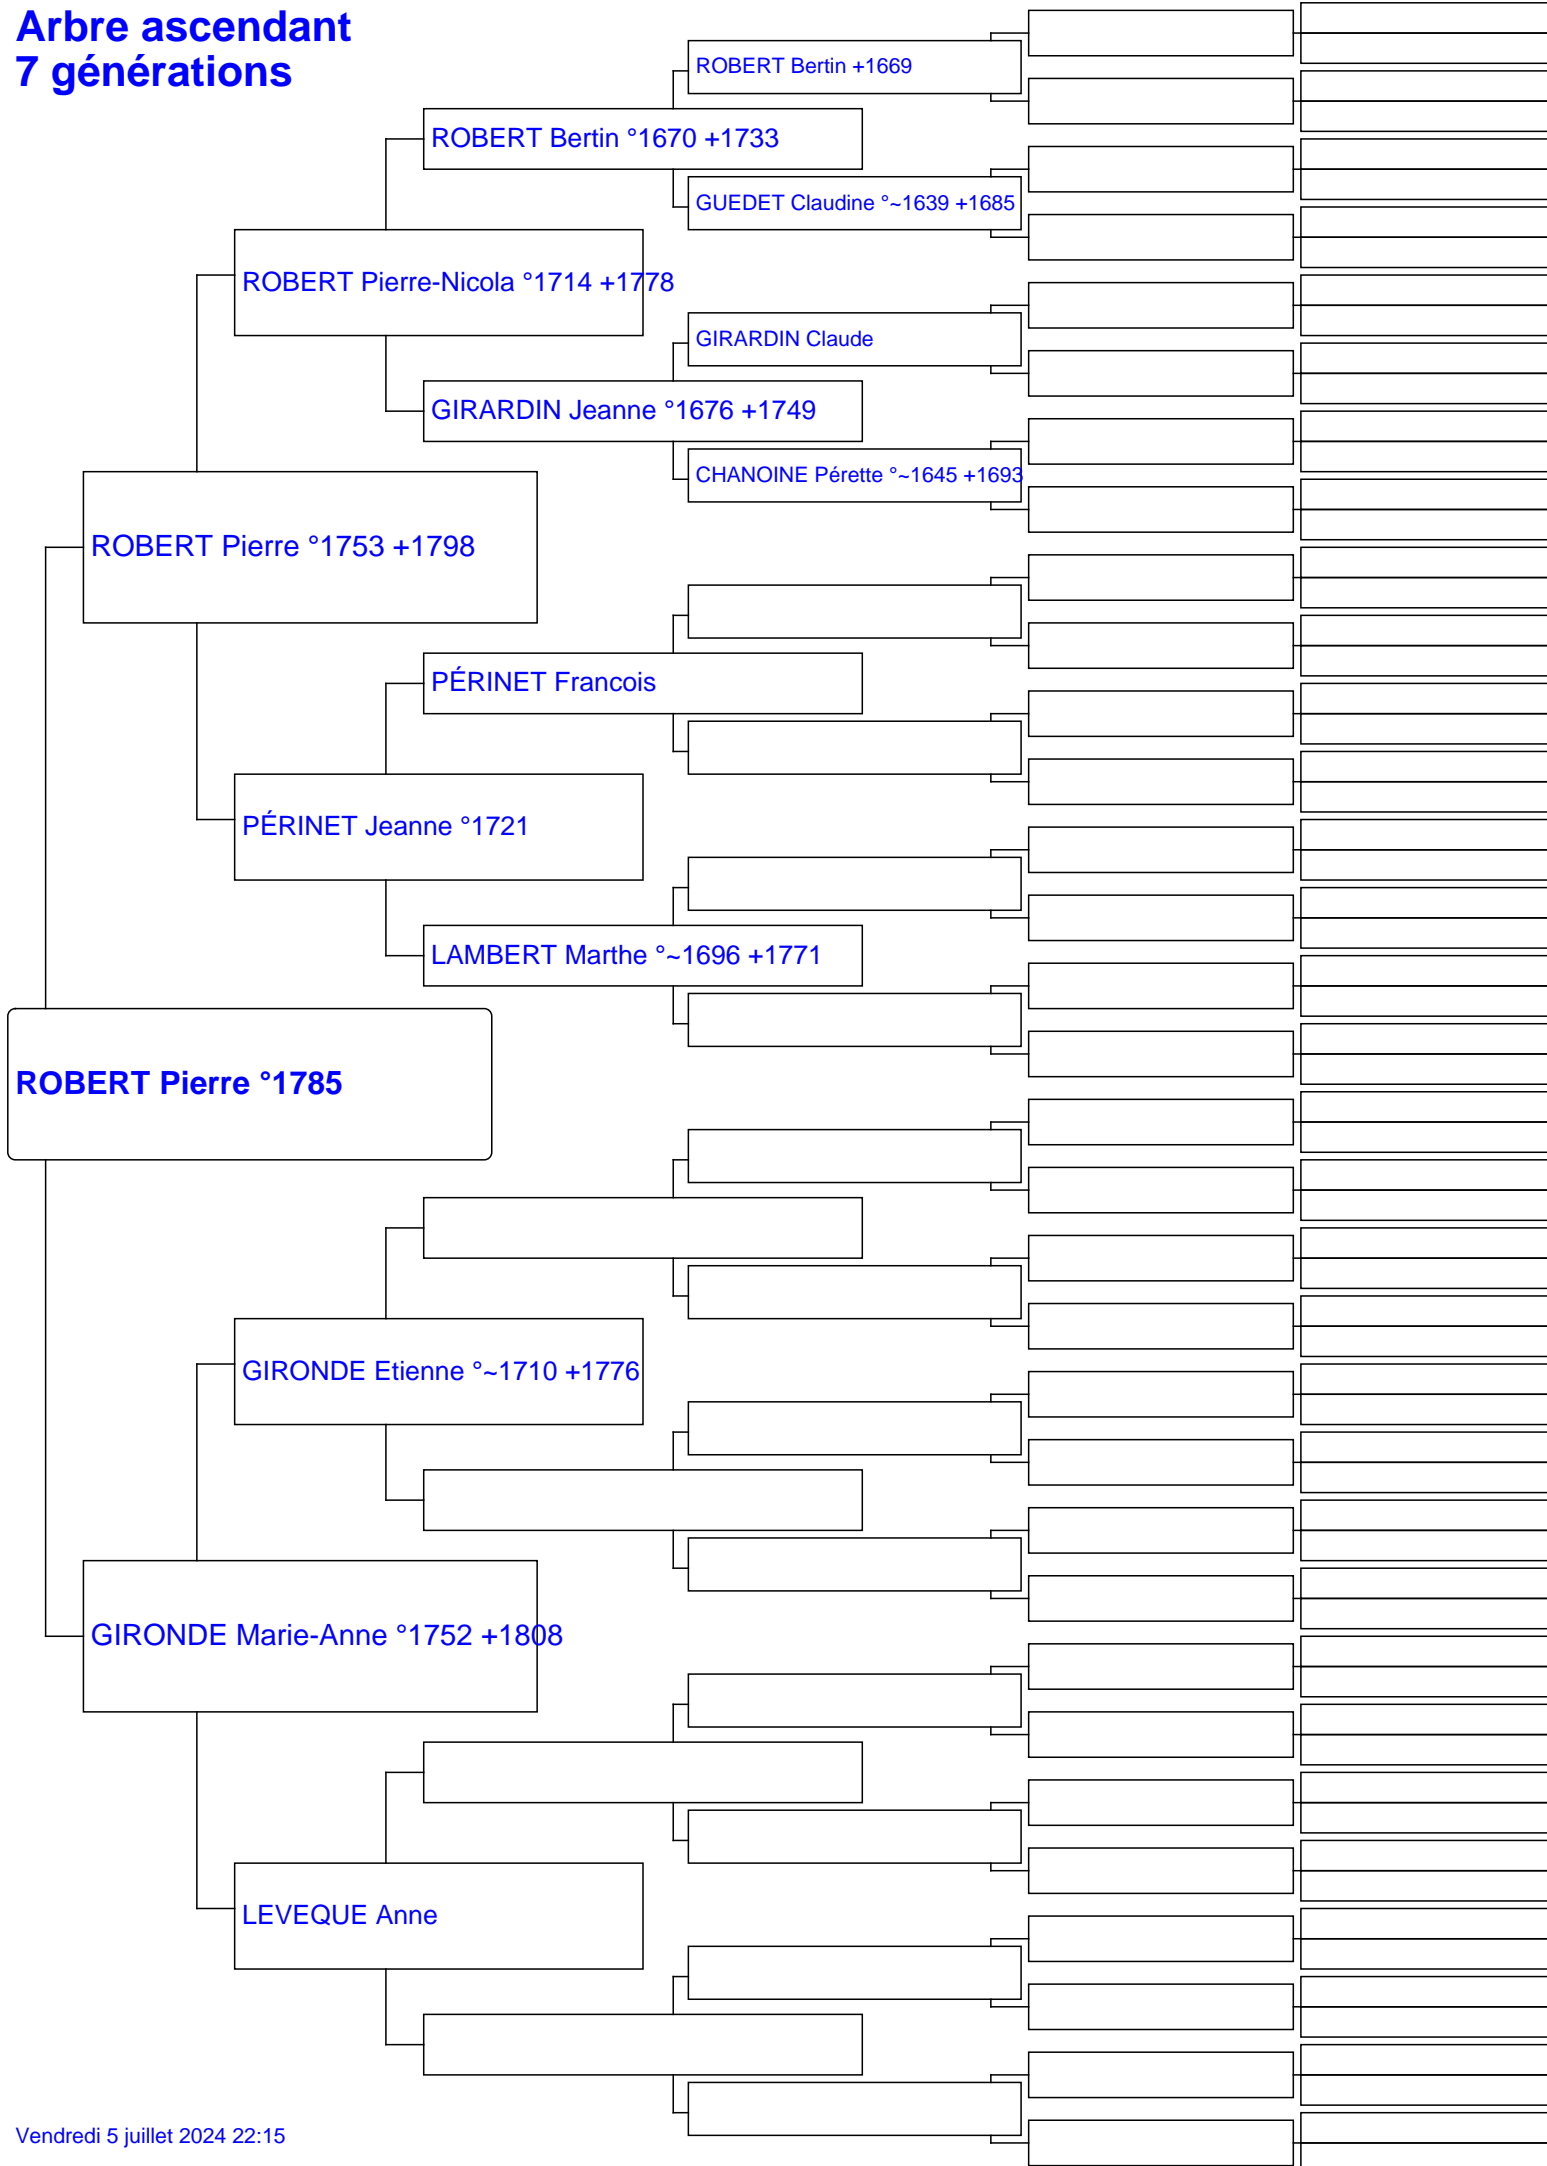 Arbre ascendant
7 générations
ROBERT Bertin +1669
ROBERT Bertin °1670 +1733
GUEDET Claudine °~1639 +1685
ROBERT Pierre-Nicola °1714 +1778
GIRARDIN Claude
GIRARDIN Jeanne °1676 +1749
CHANOINE Pérette °~1645 +1693
ROBERT Pierre °1753 +1798
PÉRINET Francois
PÉRINET Jeanne °1721
LAMBERT Marthe °~1696 +1771
ROBERT Pierre °1785
GIRONDE Etienne °~1710 +1776
GIRONDE Marie-Anne °1752 +1808
LEVEQUE Anne
Vendredi 5 juillet 2024 22:15